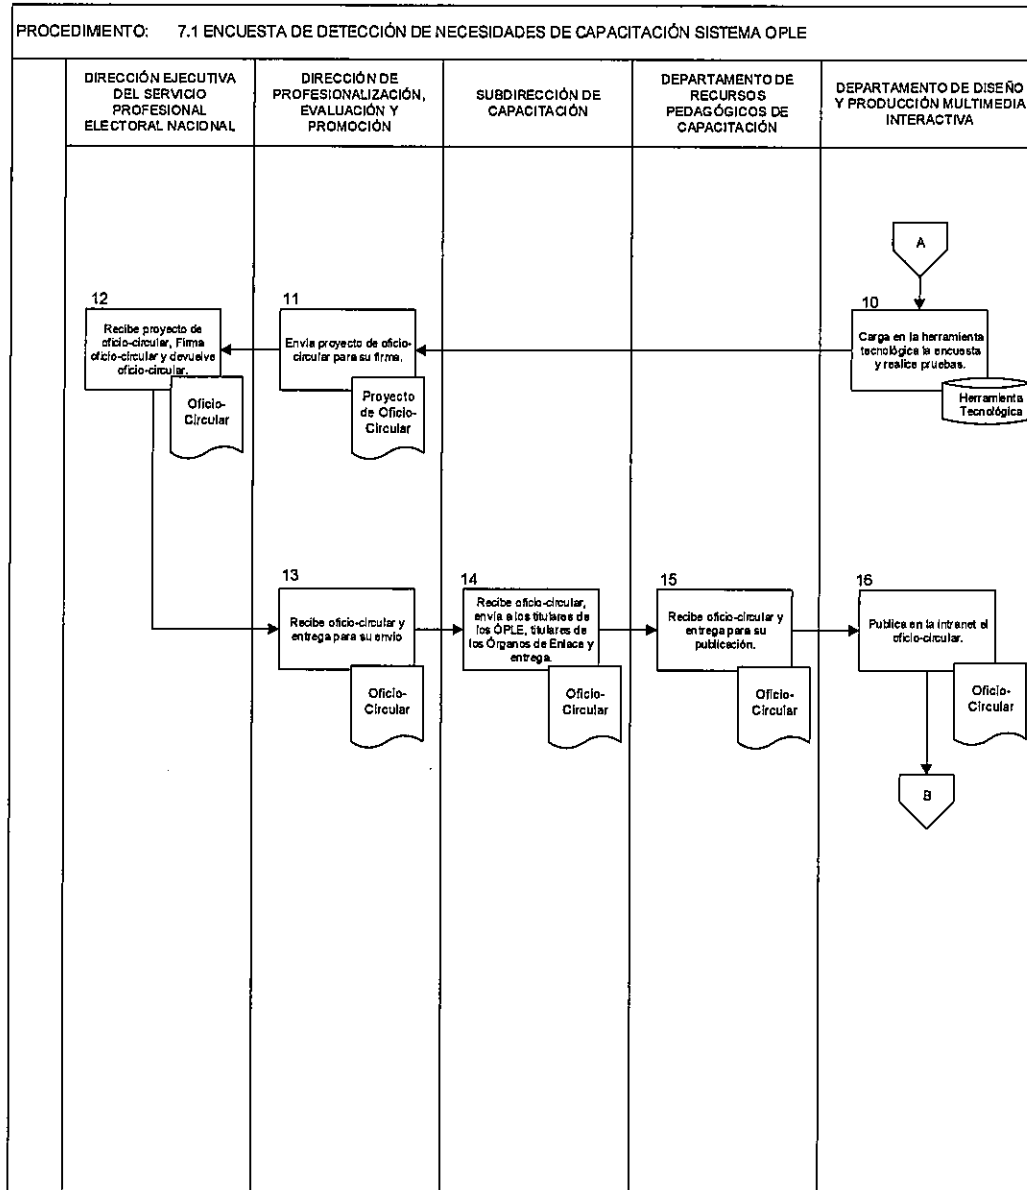 PROCEDIMIENTO: 7.1 ENCUESTA DE DETECCIÓN DE NECESIDADES DE CAPACITACIÓN SISTEMA OPLE
DIRECCIÓN EJECUTIVA
DEL SERVICIO
PROFESIONAL
ELECTORAL NACIONAL
DIRECCIÓN DE
PROFESIONALIZACIÓN,
EVALUACIÓN Y
PROMOCIÓN
SUBDIRECCIÓN DE
CAPACITACIÓN
DEPARTAMENTO DE
RECURSOS
PEDAGÓGICOS DE
CAPACITACIÓN
DEPARTAMENTO DE DISEÑO
Y PRODUCCIÓN MULTIMEDIA
INTERACTIVA
A
10
Carga en la herramienta
tecnológica la encuesta
y realice pruebas.
Herramienta
Tecnológica
11
Envía proyecto de oficio-
circular para su firma.
Proyecto
de Oficio-
Circular
12
Recibe proyecto de
oficio-circular, Firma
oficio-circular y devuelve
oficio-circular.
Oficio-
Circular
13
Recibe oficio-circular y
entrega para su envío
Oficio-
Circular
14
Recibe oficio-circular,
envía a los titulares de
los OPLE, titulares de
los Órganos de Enlace y
entrega.
Oficio-
Circular
15
Recibe oficio-circular y
entrega para su
publicación.
Oficio-
Circular
16
Publica en la intranet el
oficio-circular.
Oficio-
Circular
B